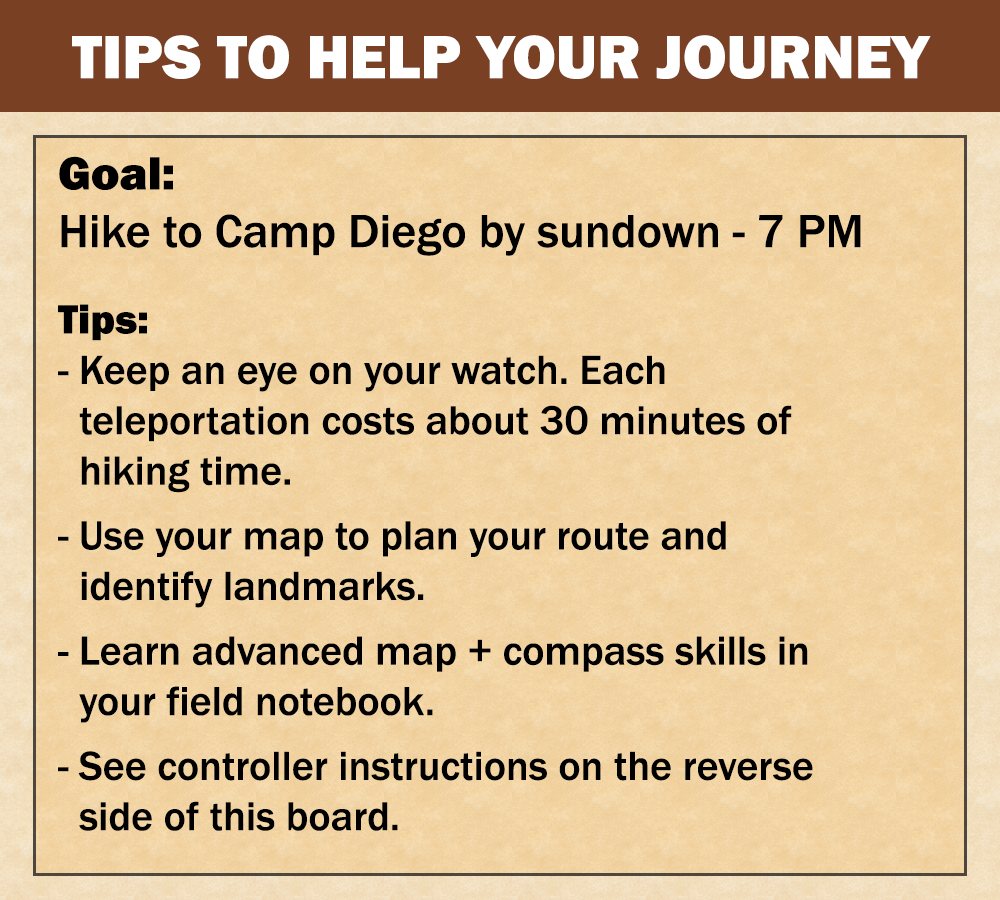 TIPS TO HELP YOUR JOURNEY
Goal:
Hike to Camp Diego by sundown - 7 PM
Tips:
- Keep an eye on your watch. Each
teleportation costs about 30 minutes of
hiking time.
- Use your map to plan your route and
identify landmarks.
- Learn advanced map + compass skills in
your field notebook.
- See controller instructions on the reverse
side of this board.